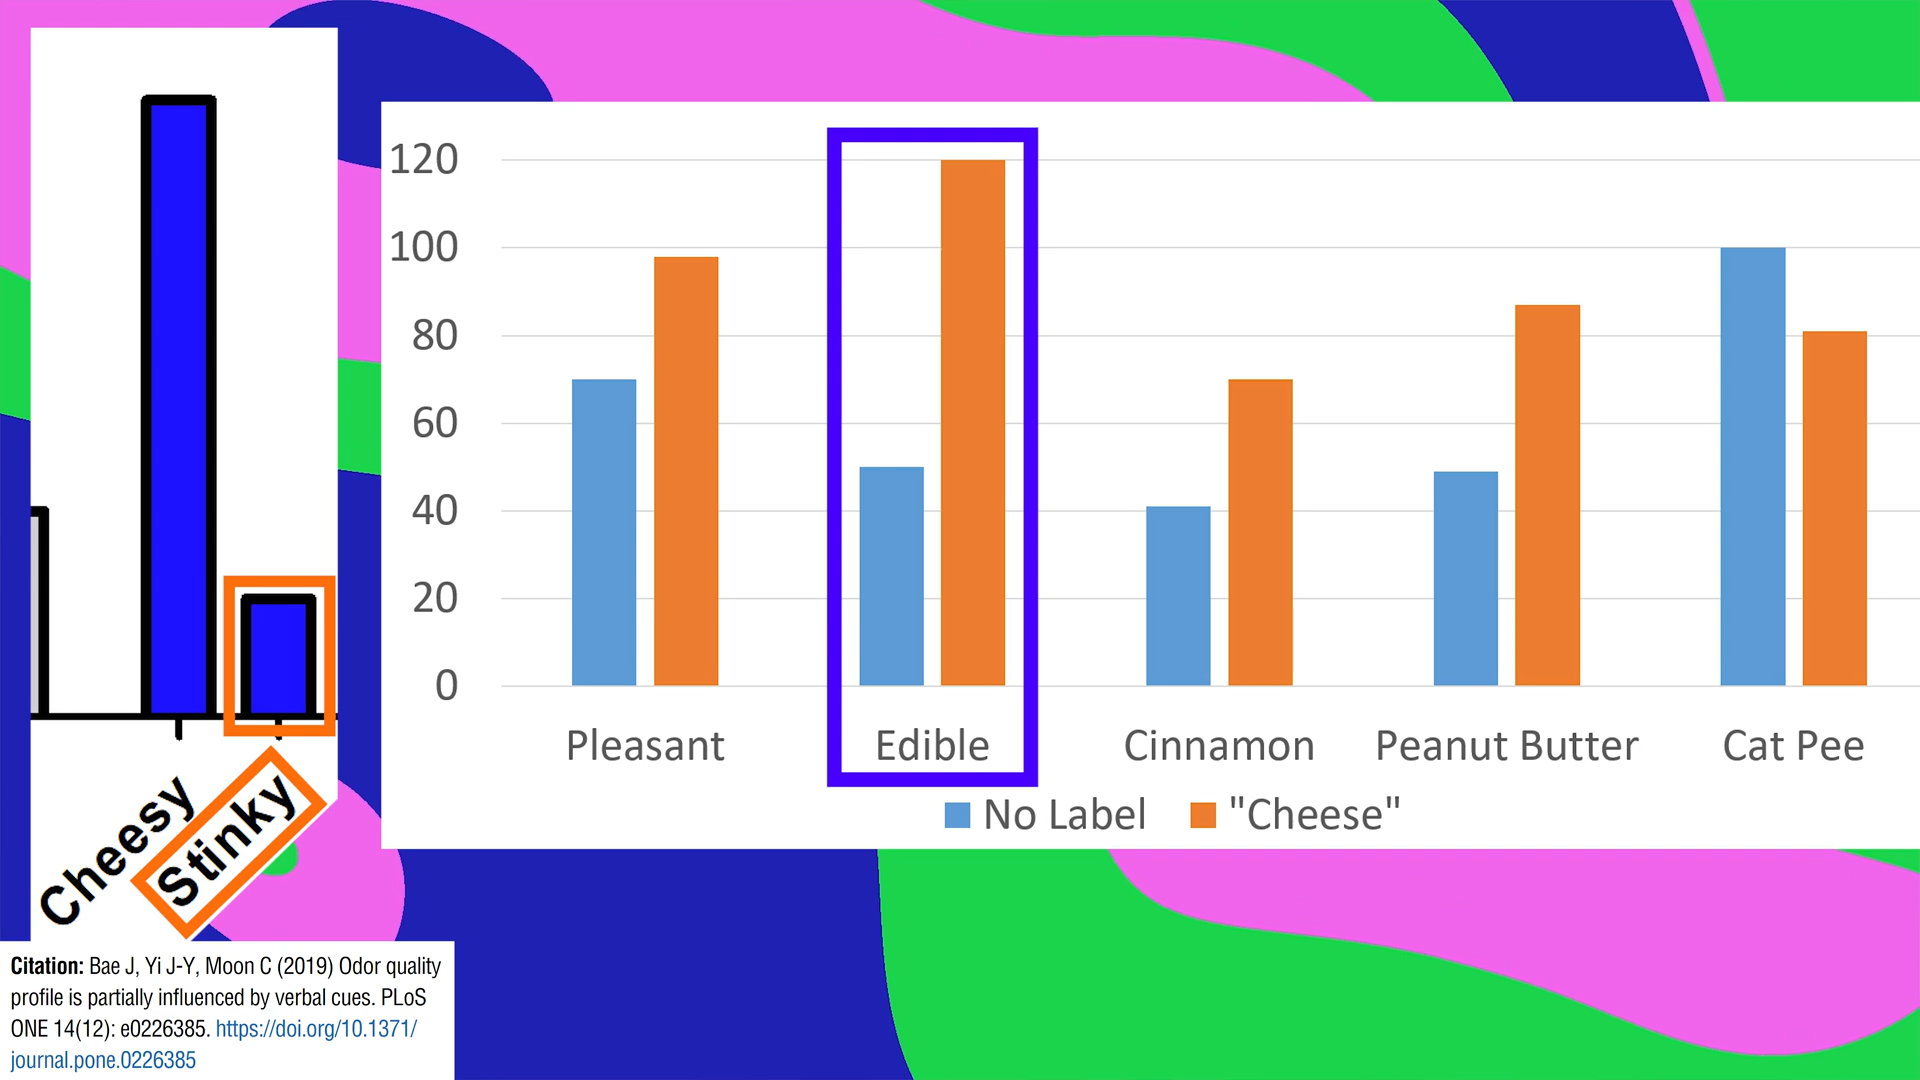 120
100
80
60
40
20
0
Pleasant
Edible
Cinnamon
Peanut Butter
Cat Pee
No Label
"Cheese"
Cheesy
Stinky
Citation: Bae J, Yi J-Y, Moon C (2019) Odor quality
profile is partially influenced by verbal cues. PLoS
ONE 14(12): e0226385. https://doi.org/10.1371/
journal.pone.0226385